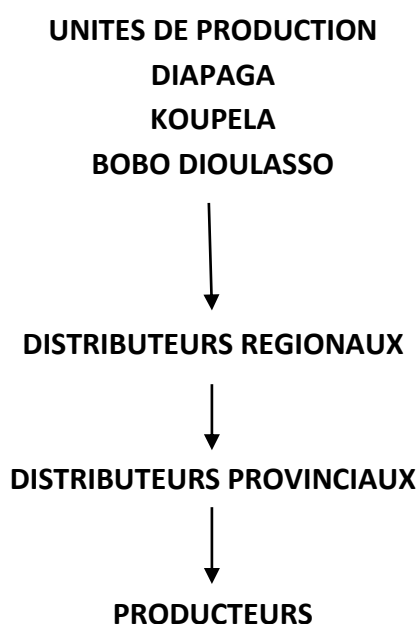 UNITES DE PRODUCTION
DIAPAGA
KOUPELA
BOBO DIOULASSO
DISTRIBUTEURS REGIONAUX
DISTRIBUTEURS PROVINCIAUX
PRODUCTEURS